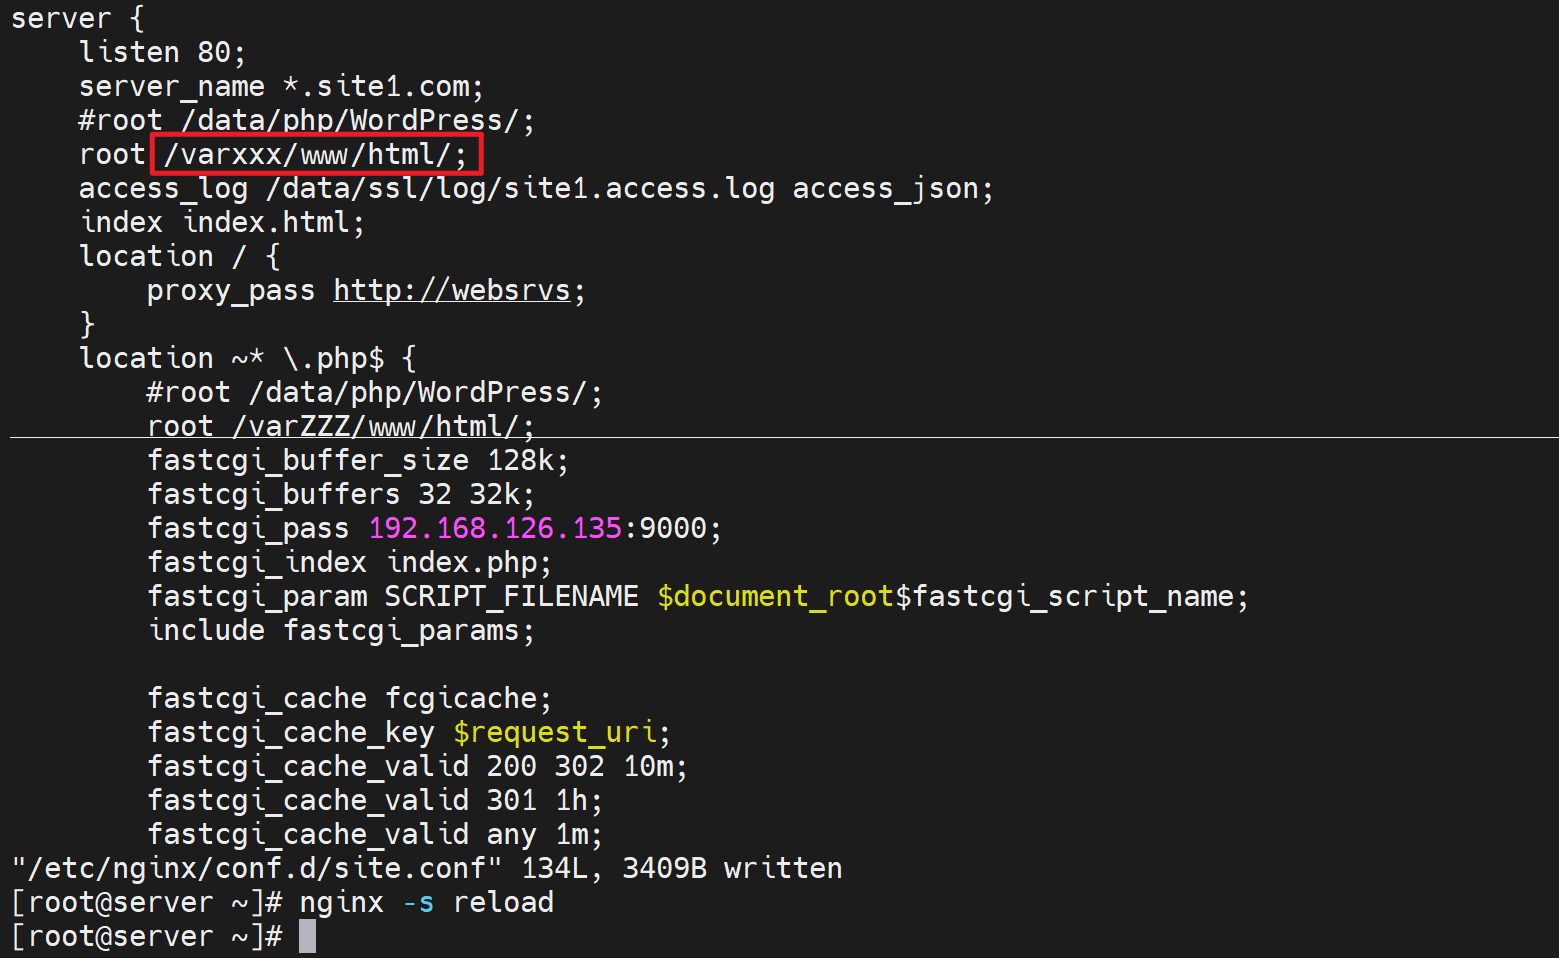 server {
    listen 80;
    server_name *.site1.com;
    #root /data/php/WordPress/;
    root /varxxx/www/html/;
    access_log /data/ssl/log/site1.access.log access_json;
    index index.html;
    location / {
        proxy_pass http://websrvs;
    }
    location ~* \.php$ {
        #root /data/php/WordPress/;
        root /varZZZ/www/html/;
        fastcgi_buffer_size 128k;
        fastcgi_buffers 32 32k;
        fastcgi_pass 192.168.126.135:9000;
        fastcgi_index index.php;
        fastcgi_param SCRIPT_FILENAME $document_root$fastcgi_script_name;
        include fastcgi_params;

        fastcgi_cache fcgicache;
        fastcgi_cache_key $request_uri;
        fastcgi_cache_valid 200 302 10m;
        fastcgi_cache_valid 301 1h;
        fastcgi_cache_valid any 1m;
"/etc/nginx/conf.d/site.conf" 134L, 3409B written
[root@server ~]# nginx -s reload
[root@server ~]#